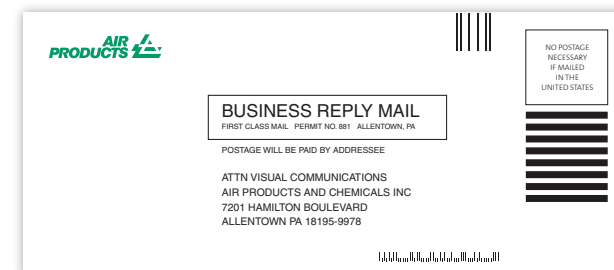 AIR
PRODUCTS
NO POSTAGE
NECESSARY
IF MAILED
IN THE
UNITED STATES
BUSINESS REPLY MAIL
FIRST CLASS MAIL PERMIT NO. 881 ALLENTOWN, PA
POSTAGE WILL BE PAID BY ADDRESSEE
ATTN VISUAL COMMUNICATIONS
AIR PRODUCTS AND CHEMICALS INC
7201 HAMILTON BOULEVARD
ALLENTOWN PA 18195-9978